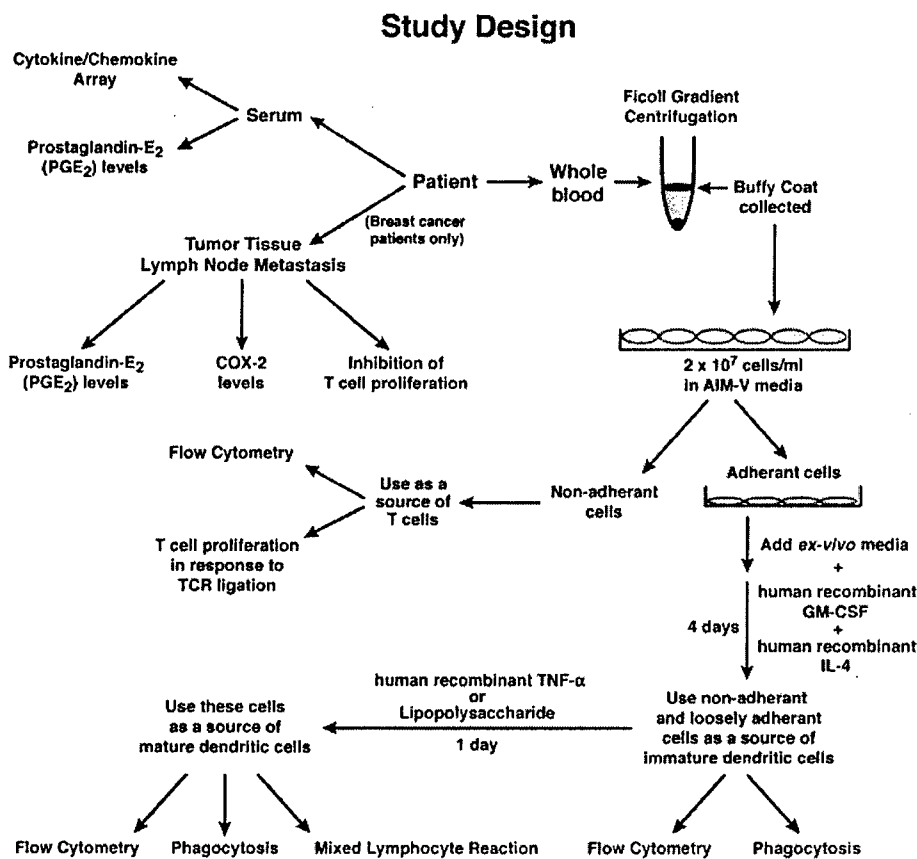 Study Design
Cytokine/Chemokine
Array
Serum
Prostaglandin-E₂
(PGE₂) levels
Patient
Whole
blood
Ficoll Gradient
Centrifugation
Buffy Coat
collected
(Breast cancer
patients only)
Tumor Tissue
Lymph Node Metastasis
Prostaglandin-E₂
(PGE₂) levels
COX-2
levels
Inhibition of
T cell proliferation
2 x 10⁷ cells/ml
in AIM-V media
Flow Cytometry
Use as a
source of
T cells
Non-adherant
cells
Adherant cells
T cell proliferation
in response to
TCR ligation
Add ex-vivo media
+
human recombinant
GM-CSF
+
human recombinant
IL-4
4 days
human recombinant TNF-α
or
Lipopolysaccharide
1 day
Use these cells
as a source of
mature dendritic cells
Use non-adherant
and loosely adherant
cells as a source of
immature dendritic cells
Flow Cytometry
Phagocytosis
Mixed Lymphocyte Reaction
Flow Cytometry
Phagocytosis